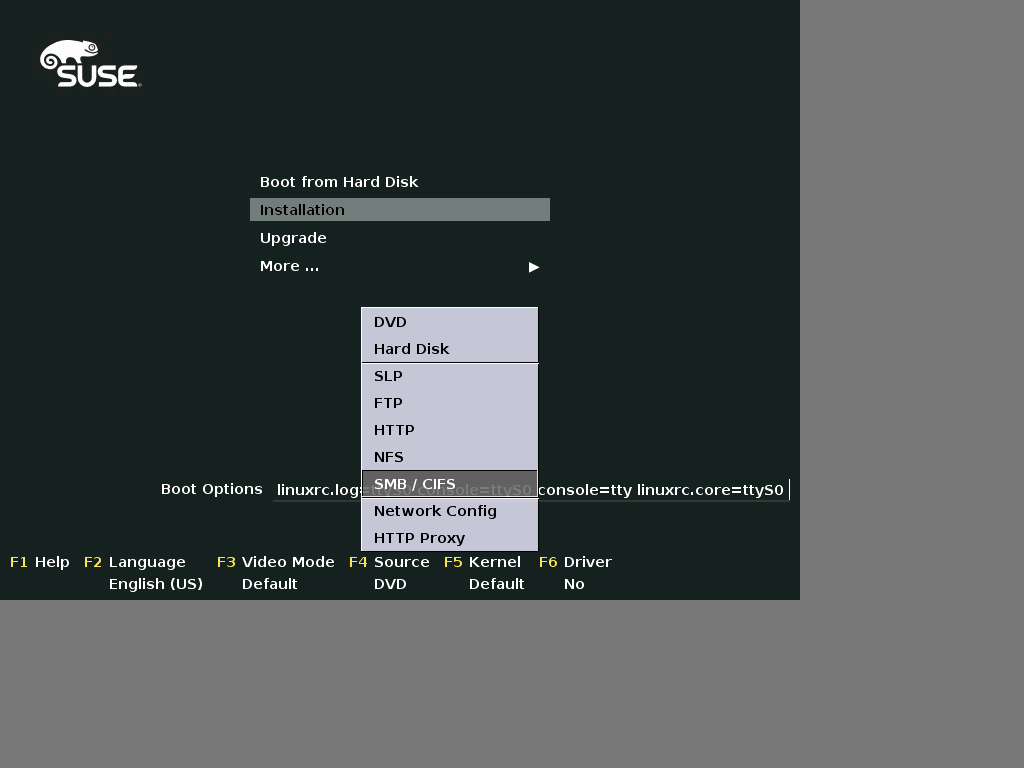 SUSE
Boot from Hard Disk
Installation
Upgrade
More ...
DVD
Hard Disk
SLP
FTP
HTTP
NFS
SMB / CIFS
Boot Options linuxrc.log=ttyS0 console=ttyS0 console=tty linuxrc.core=ttyS0
Network Config
HTTP Proxy
F1 Help F2 Language F3 Video Mode F4 Source F5 Kernel F6 Driver
English (US) Default DVD Default No